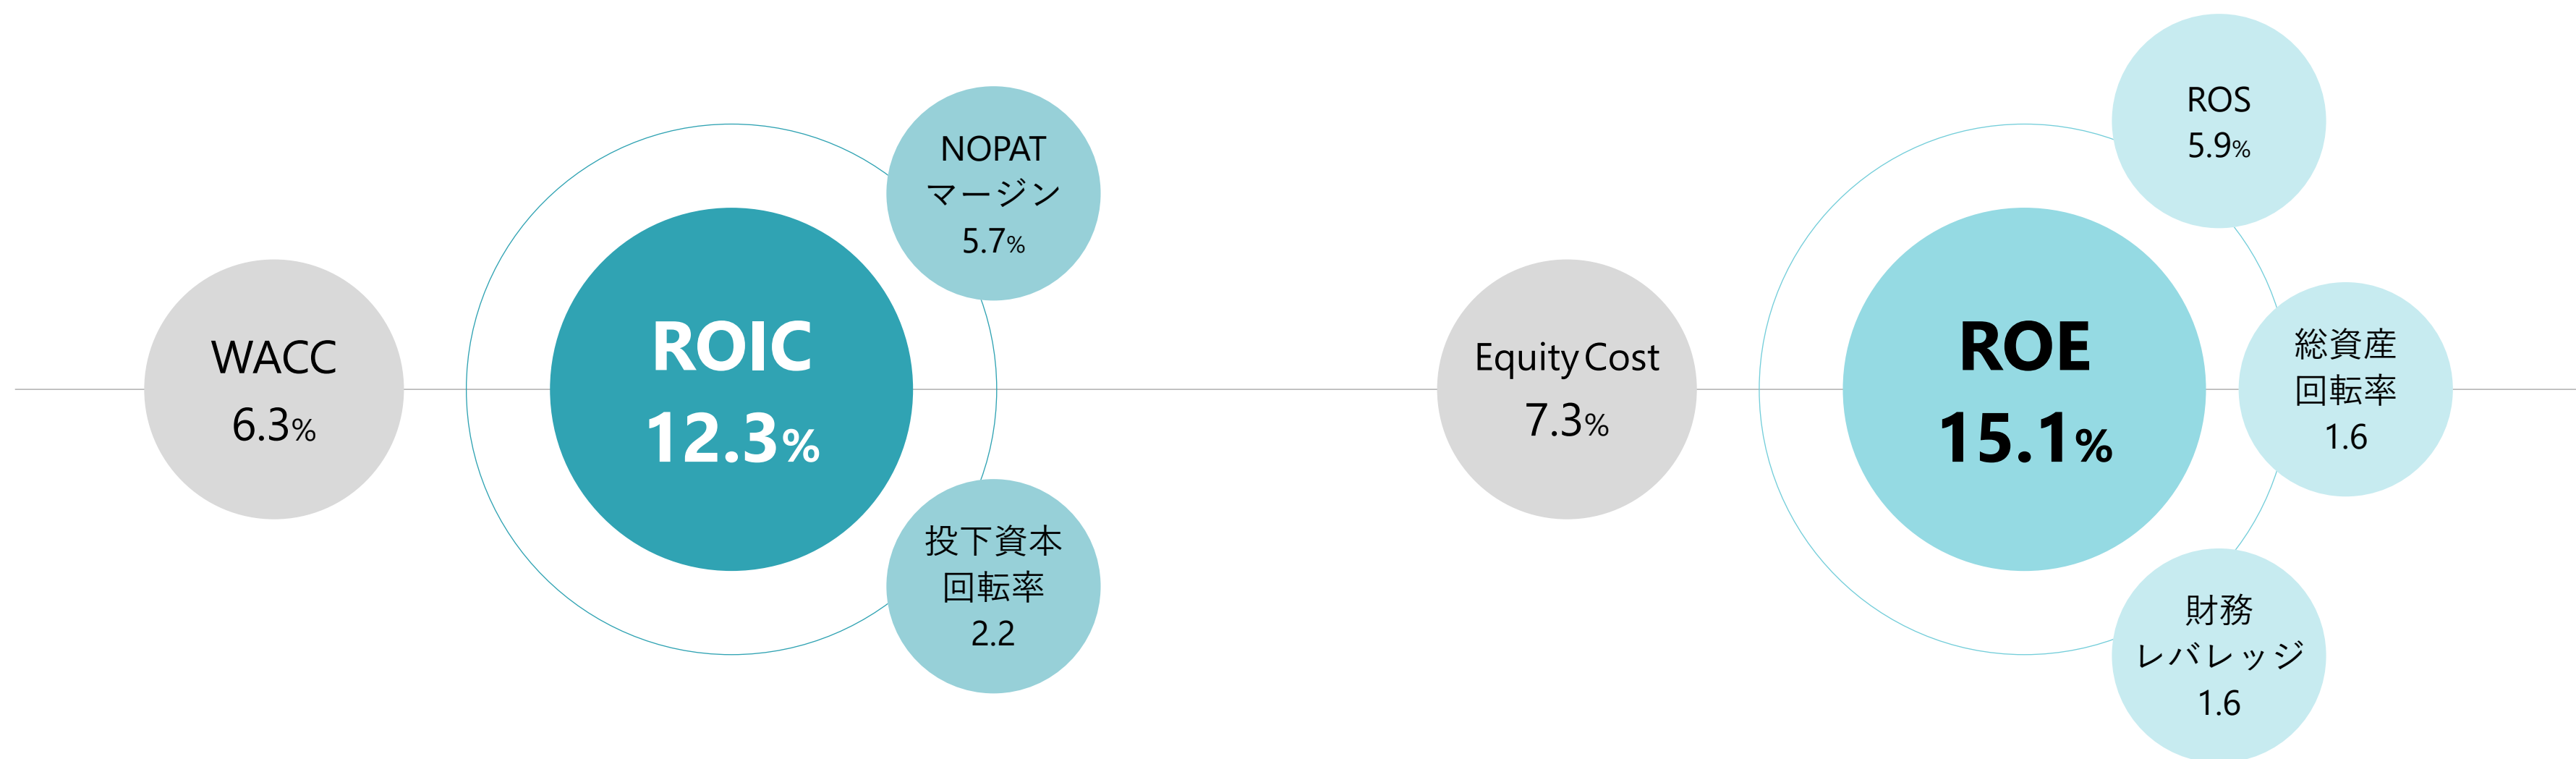 WACC
6.3%
ROIC
12.3%
NOPAT
マージン
5.7%
投下資本
回転率
2.2
Equity Cost
7.3%
ROE
15.1%
ROS
5.9%
総資産
回転率
1.6
財務
レバレッジ
1.6